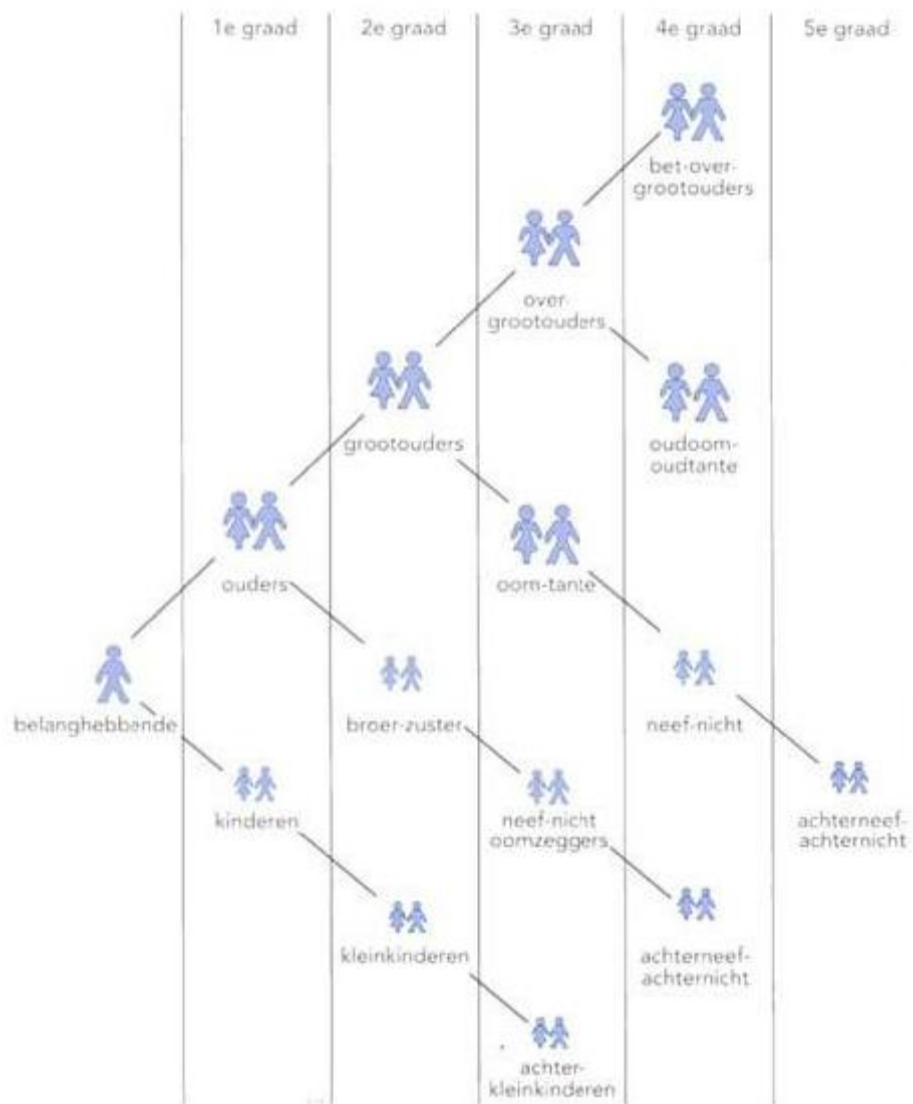 1e graad 2e graad 3e graad 4e graad 5e graad
bet-over-
grootouders
over-
grootouders
grootouders
oudoom-
oudtante
ouders
oom-tante
belanghebbende
broer-zuster
neef-nicht
kinderen
neef-nicht
oomzeggers
achterneef-
achternicht
kleinkinderen
achterneef-
achternicht
achter-
kleinkinderen